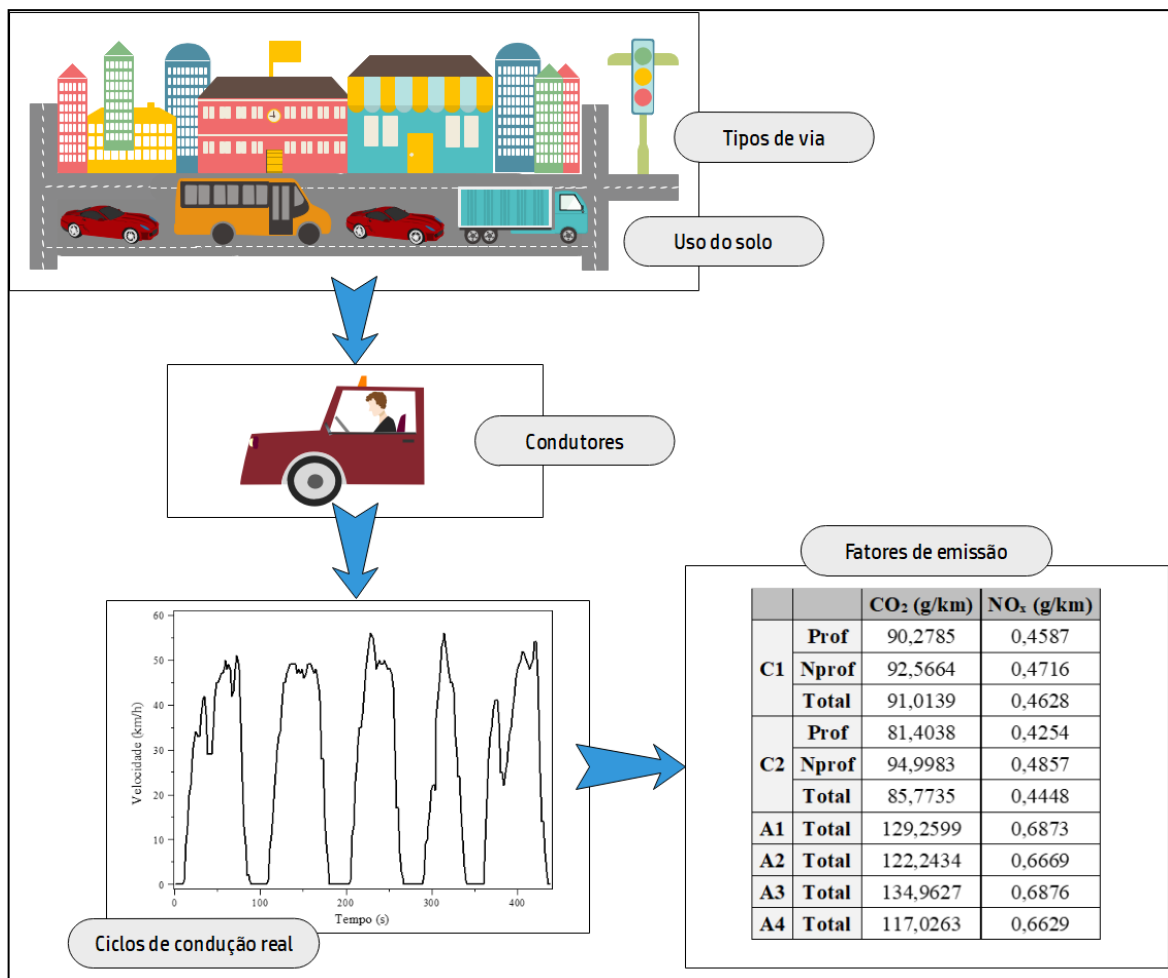 Tipos de via
Uso do solo
Condutores
Fatores de emissão
CO₂ (g/km) NOₓ (g/km)
C1 Prof 90,2785 0,4587
Nprof 92,5664 0,4716
Total 91,0139 0,4628
C2 Prof 81,4038 0,4254
Nprof 94,9983 0,4857
Total 85,7735 0,4448
A1 Total 129,2599 0,6873
A2 Total 122,2434 0,6669
A3 Total 134,9627 0,6876
A4 Total 117,0263 0,6629
Velocidade (km/h)
60
50
40
30
20
10
0
0 100 200 300 400
Tempo (s)
Ciclos de condução real